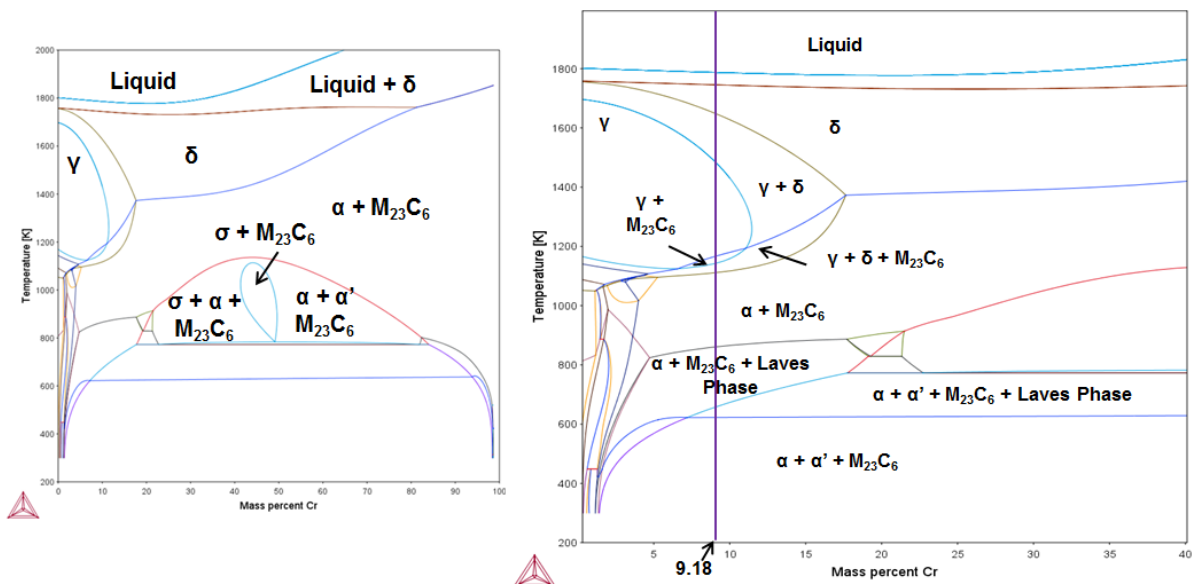 2000
1800
1600
1400
1200
1000
800
600
400
200
Temperature [K]
0
10
20
30
40
50
60
70
80
90
100
Mass percent Cr
Liquid
Liquid + δ
γ
δ
α + M₂₃C₆
σ + M₂₃C₆
σ + α +
M₂₃C₆
α + α’
M₂₃C₆
1800
1600
1400
1200
1000
800
600
400
200
Temperature [K]
5
10
15
20
25
30
35
40
Mass percent Cr
9.18
Liquid
γ
δ
γ + δ
γ +
M₂₃C₆
γ + δ + M₂₃C₆
α + M₂₃C₆
α + M₂₃C₆ + Laves
Phase
α + α’ + M₂₃C₆ + Laves Phase
α + α’ + M₂₃C₆